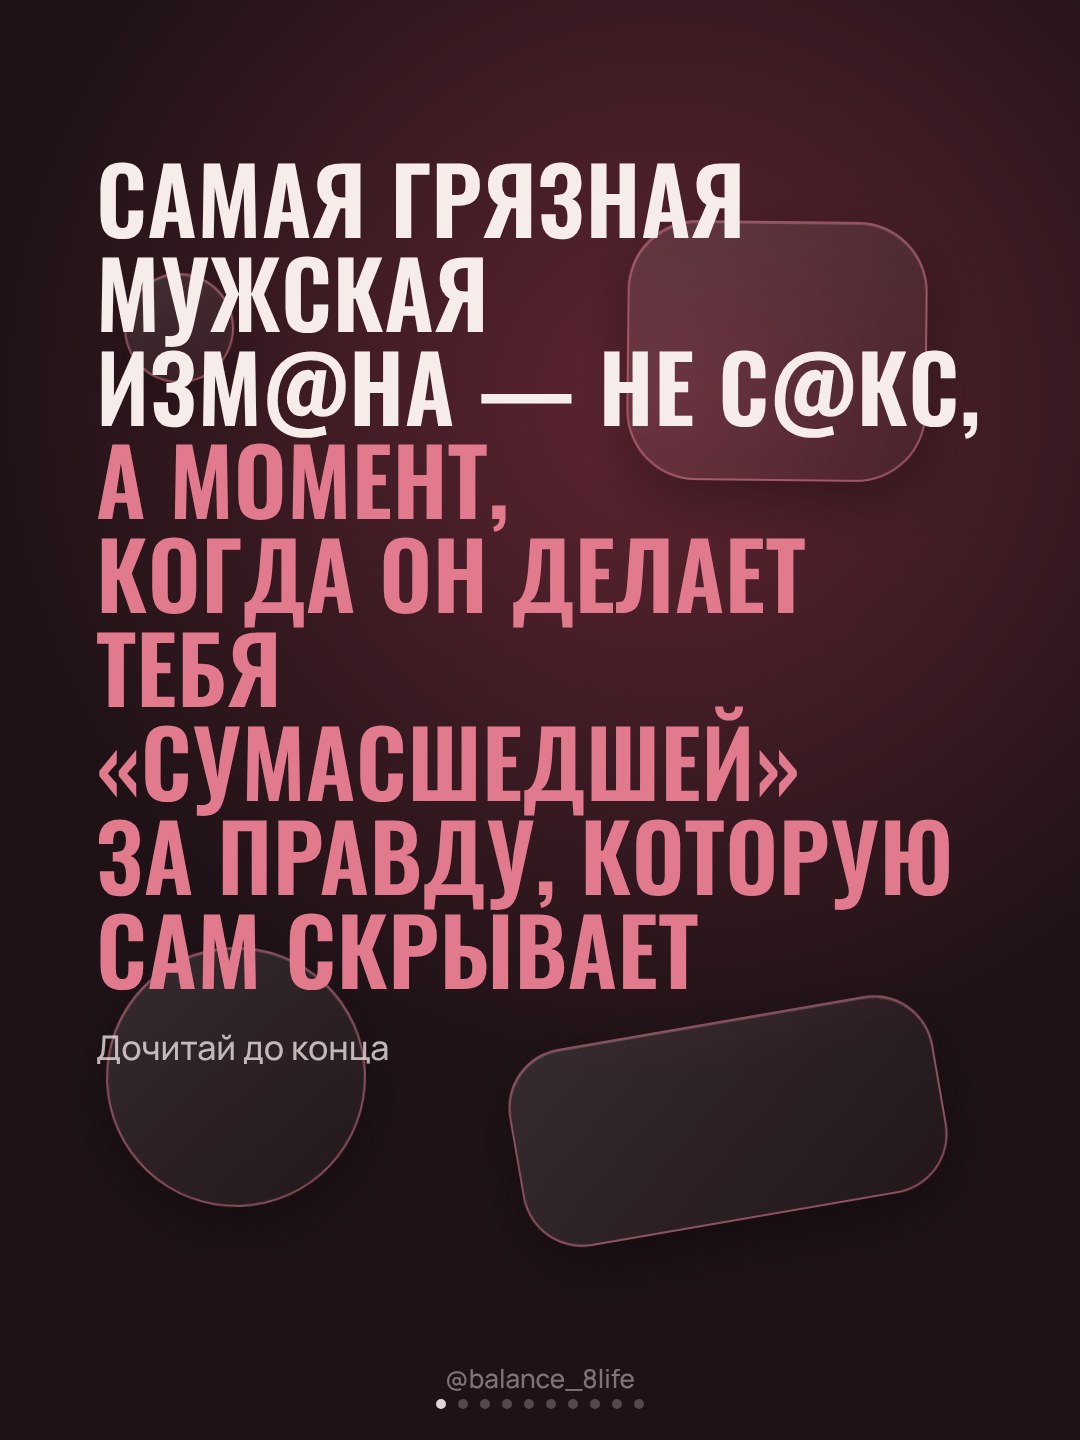 САМАЯ ГРЯЗНАЯ
МУЖСКАЯ
ИЗМ@НА — НЕ С@КС,
А МОМЕНТ,
КОГДА ОН ДЕЛАЕТ
ТЕБЯ
«СУМАСШЕДШЕЙ»
ЗА ПРАВДУ, КОТОРУЮ
САМ СКРЫВАЕТ
Дочитай до конца
@balance_8life